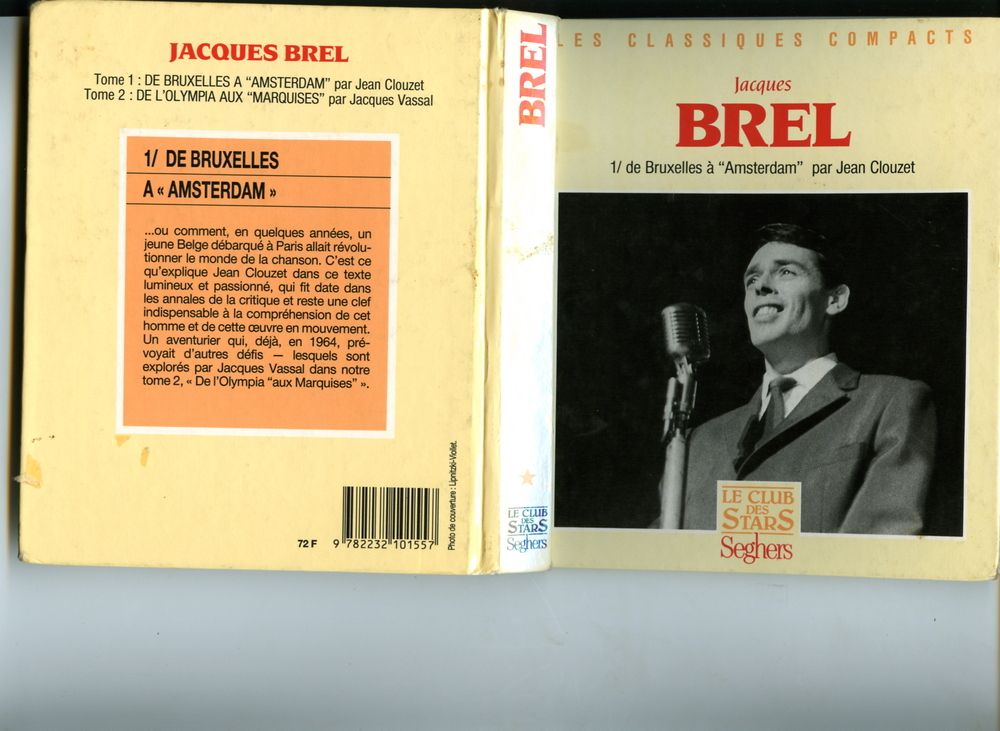 JACQUES BREL
Tome 1 : DE BRUXELLES A “AMSTERDAM” par Jean Clouzet
Tome 2 : DE L’OLYMPIA AUX “MARQUISES” par Jacques Vassal
1/ DE BRUXELLES
A « AMSTERDAM »
...ou comment, en quelques années, un
jeune Belge débarqué à Paris allait révolu-
tionner le monde de la chanson. C’est ce
qu’explique Jean Clouzet dans ce texte
lumineux et passionné, qui fit date dans
les annales de la critique et reste une clef
indispensable à la compréhension de cet
homme et de cette œuvre en mouvement.
Un aventurier qui, déjà, en 1964, pré-
voyait d’autres défis — lesquels sont
explorés par Jacques Vassal dans notre
tome 2, « De l’Olympia “aux Marquises” ».
72 F
9 782232 101557
Photo de couverture : Lipnitzki-Viollet.
BREL
LE CLUB
DES
STARS
Seghers
LES CLASSIQUES COMPACTS
Jacques
BREL
1/ de Bruxelles à “Amsterdam” par Jean Clouzet
LE CLUB
DES
STARS
Seghers